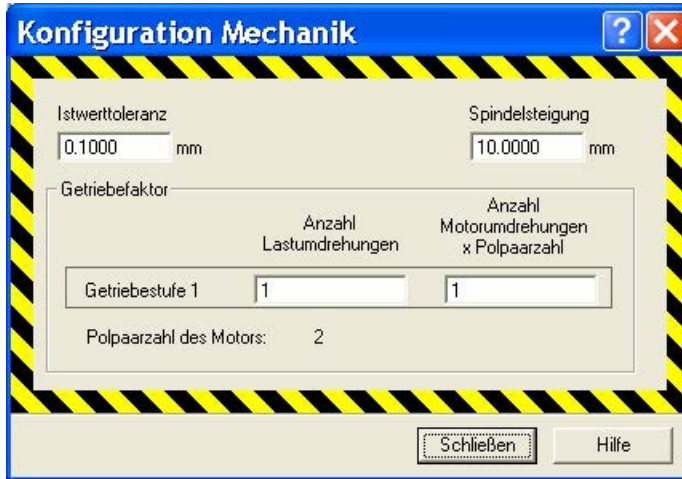 Konfiguration Mechanik
?
Istwerttoleranz
Spindelsteigung
0.1000 mm
10.0000 mm
Getriebefaktor
Anzahl
Lastumdrehungen
Anzahl
Motorumdrehungen
x Polpaarzahl
Getriebestufe 1
1
1
Polpaarzahl des Motors: 2
Schließen
Hilfe